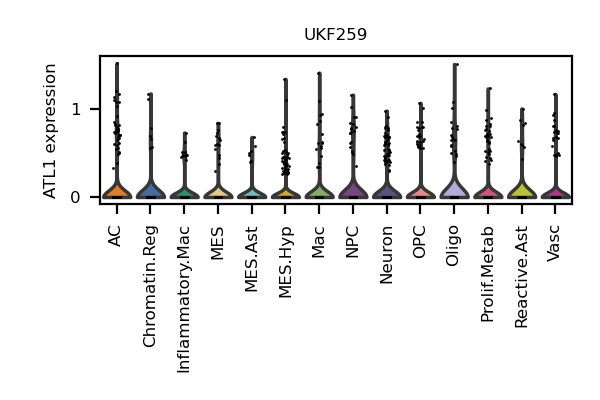 UKF259
ATL1 expression
1
0
AC
Chromatin.Reg
Inflammatory.Mac
MES
MES.Ast
MES.Hyp
Mac
NPC
Neuron
OPC
Oligo
Prolif.Metab
Reactive.Ast
Vasc